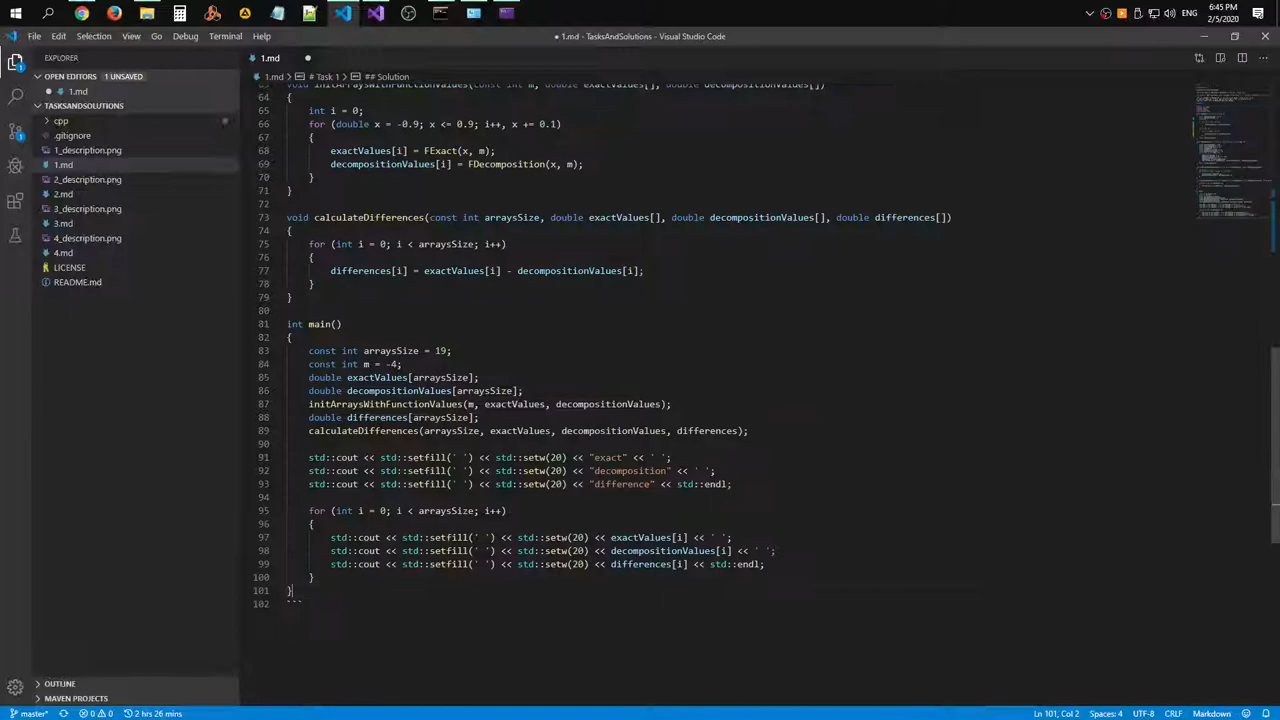 6:45 PM
ENG
2/5/2020
File Edit Selection View Go Debug Terminal Help
● 1.md - TasksAndSolutions - Visual Studio Code
EXPLORER
1.md ●
OPEN EDITORS 1 UNSAVED
1.md > # Task 1 > ## Solution
● 1.md
TASKSANDSOLUTIONS
cpp
.gitignore
1_description.png
1.md
2_description.png
2.md
3_description.png
3.md
4_description.png
4.md
LICENSE
README.md
63 void initArraysWithFunctionValues(const int m, double exactValues[], double decompositionValues[])
64 {
65 int i = 0;
66 for (double x = -0.9; x <= 0.9; i++, x += 0.1)
67 {
68 exactValues[i] = FExact(x, m);
69 decompositionValues[i] = FDecomposition(x, m);
70 }
71 }
72
73 void calculateDifferences(const int arraysSize, double exactValues[], double decompositionValues[], double differences[])
74 {
75 for (int i = 0; i < arraysSize; i++)
76 {
77 differences[i] = exactValues[i] - decompositionValues[i];
78 }
79 }
80
81 int main()
82 {
83 const int arraysSize = 19;
84 const int m = -4;
85 double exactValues[arraysSize];
86 double decompositionValues[arraysSize];
87 initArraysWithFunctionValues(m, exactValues, decompositionValues);
88 double differences[arraysSize];
89 calculateDifferences(arraysSize, exactValues, decompositionValues, differences);
90
91 std::cout << std::setfill(' ') << std::setw(20) << "exact" << ' ';
92 std::cout << std::setfill(' ') << std::setw(20) << "decomposition" << ' ';
93 std::cout << std::setfill(' ') << std::setw(20) << "difference" << std::endl;
94
95 for (int i = 0; i < arraysSize; i++)
96 {
97 std::cout << std::setfill(' ') << std::setw(20) << exactValues[i] << ' ';
98 std::cout << std::setfill(' ') << std::setw(20) << decompositionValues[i] << ' ';
99 std::cout << std::setfill(' ') << std::setw(20) << differences[i] << std::endl;
100 }
101 }
102 ```
OUTLINE
MAVEN PROJECTS
master* 0 0 2 hrs 26 mins Ln 101, Col 2 Spaces: 4 UTF-8 CRLF Markdown